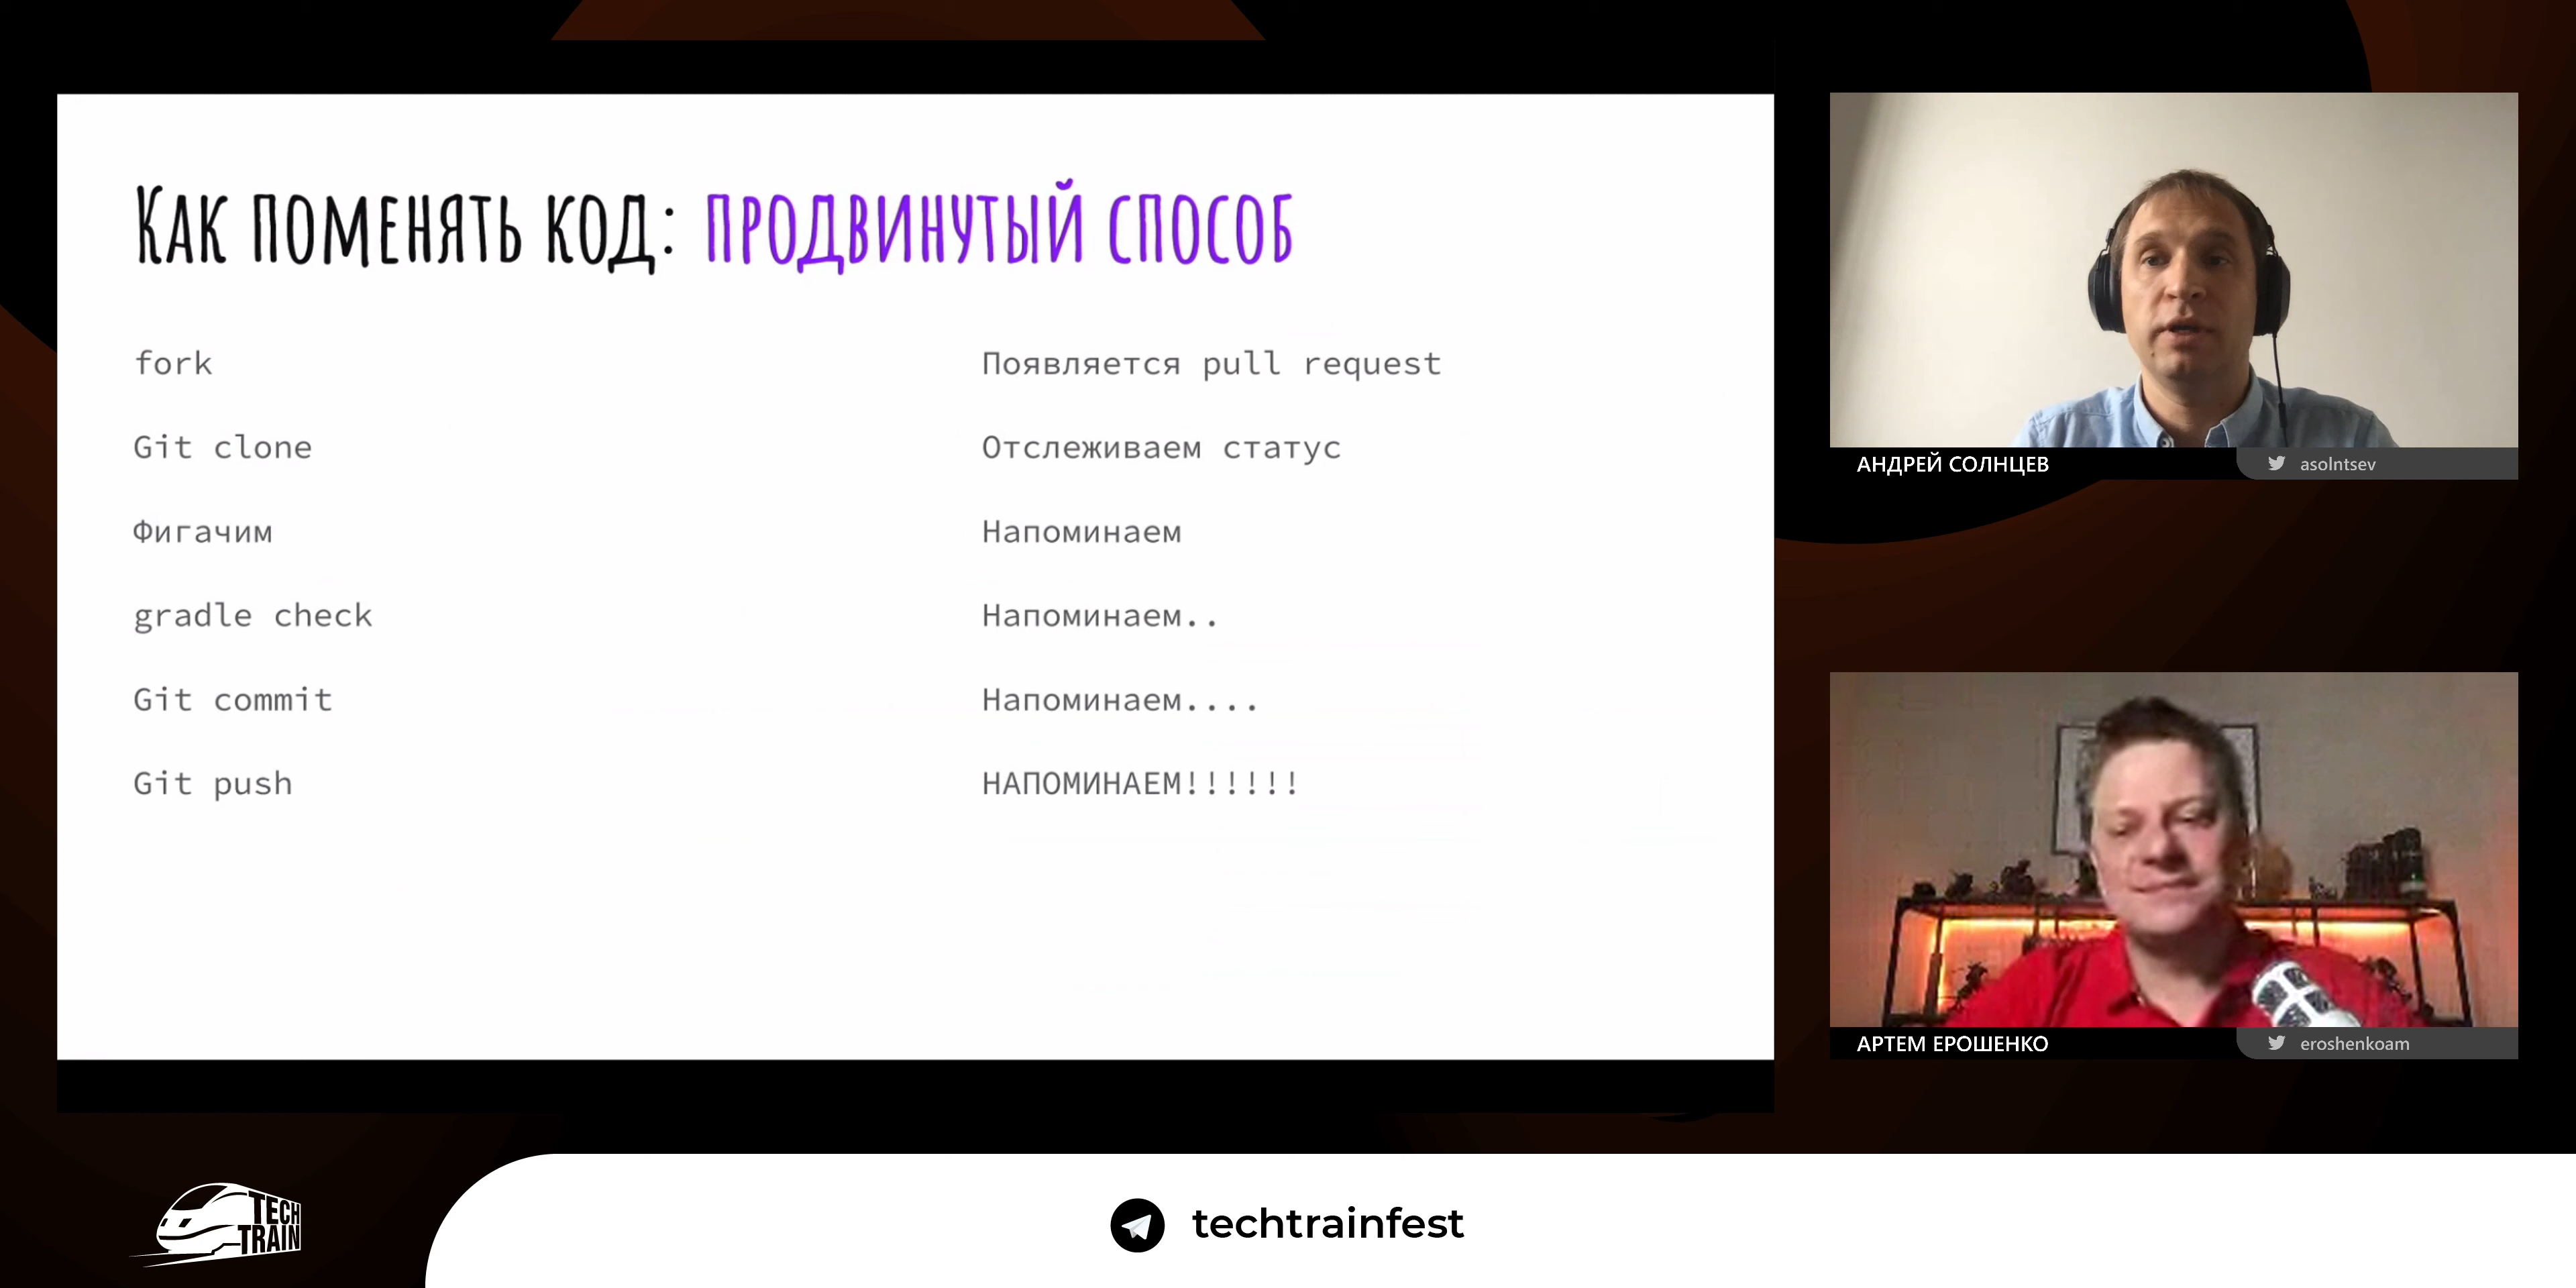 Как поменять код: продвинутый способ
fork
Git clone
Фигачим
gradle check
Git commit
Git push
Появляется pull request
Отслеживаем статус
Напоминаем
Напоминаем..
Напоминаем....
НАПОМИНАЕМ!!!!!!
АНДРЕЙ СОЛНЦЕВ
asolntsev
АРТЕМ ЕРОШЕНКО
eroshenkoam
TECH
TRAIN
techtrainfest